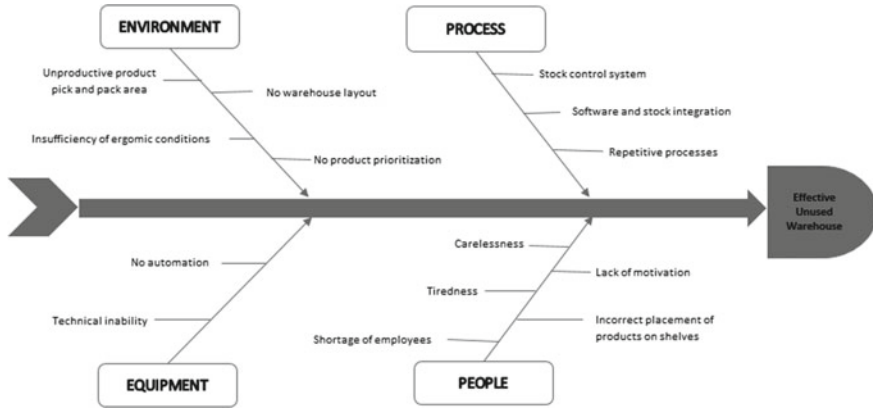 ENVIRONMENT
Unproductive product
pick and pack area
No warehouse layout
Insufficiency of ergomic conditions
No product prioritization
PROCESS
Stock control system
Software and stock integration
Repetitive processes
Effective
Unused
Warehouse
No automation
Technical inability
EQUIPMENT
Carelessness
Lack of motivation
Tiredness
Incorrect placement of
products on shelves
Shortage of employees
PEOPLE